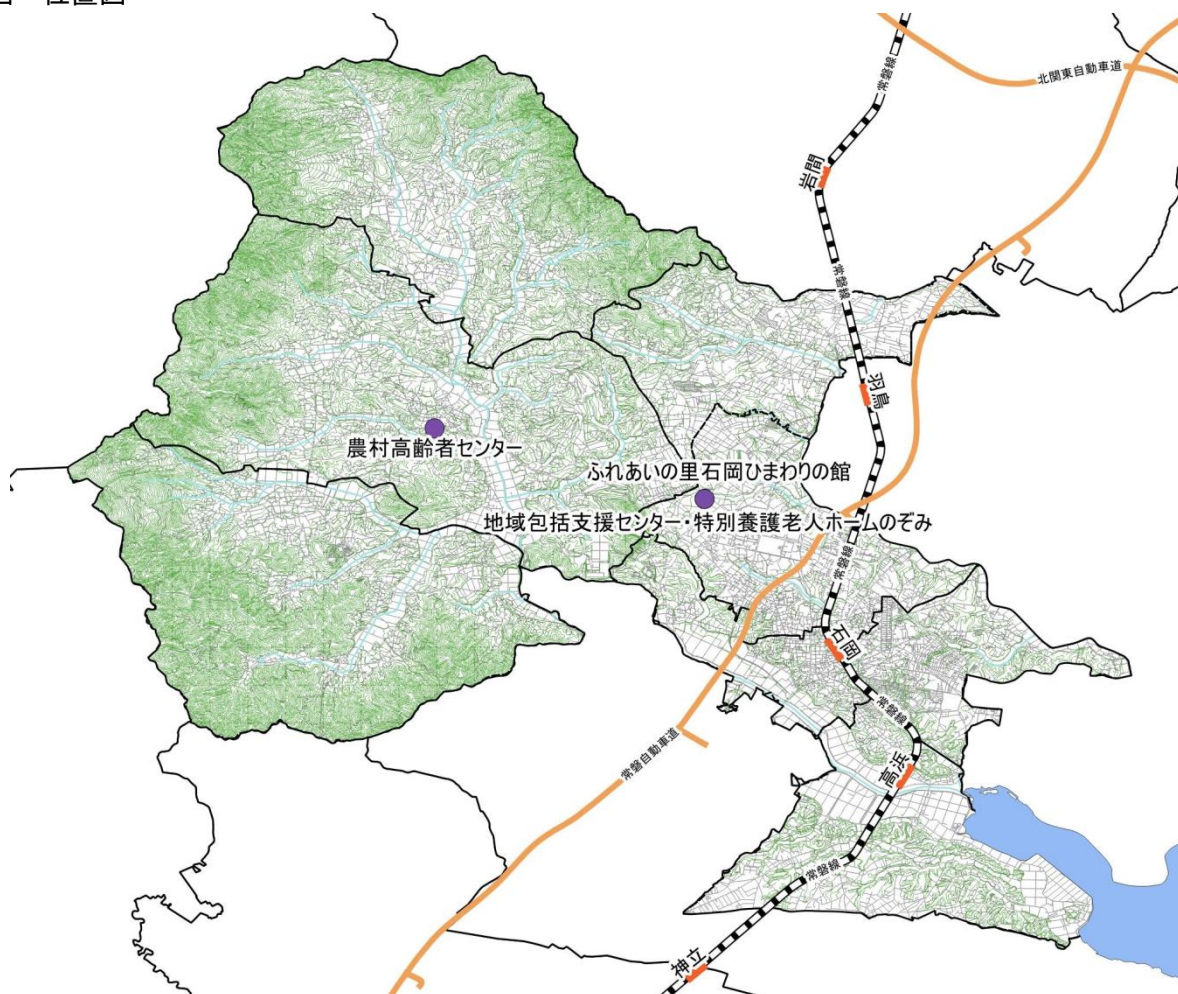 常磐線
北関東自動車道
岩間
常磐線
羽鳥
農村高齢者センター
ふれあいの里石岡ひまわりの館
地域包括支援センター・特別養護老人ホームのぞみ
常磐線
石岡
常磐線
常磐自動車道
高浜
常磐線
神立